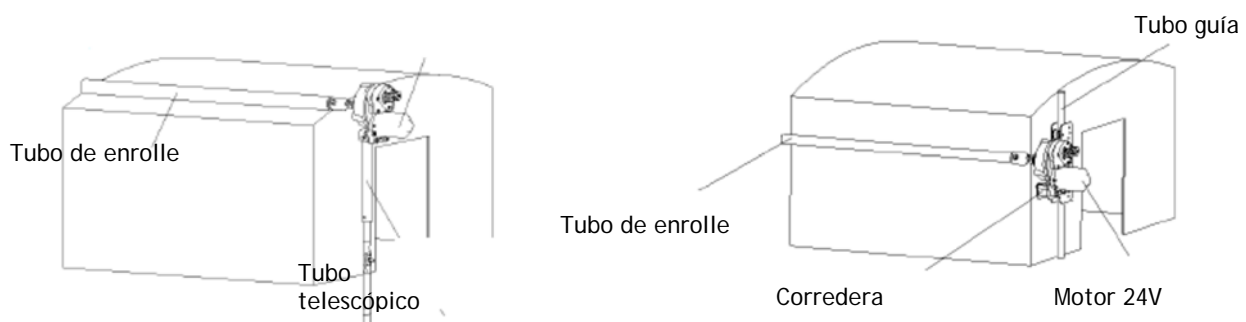 Tubo de enrolle
Tubo
telescópico
Tubo guía
Tubo de enrolle
Corredera
Motor 24V